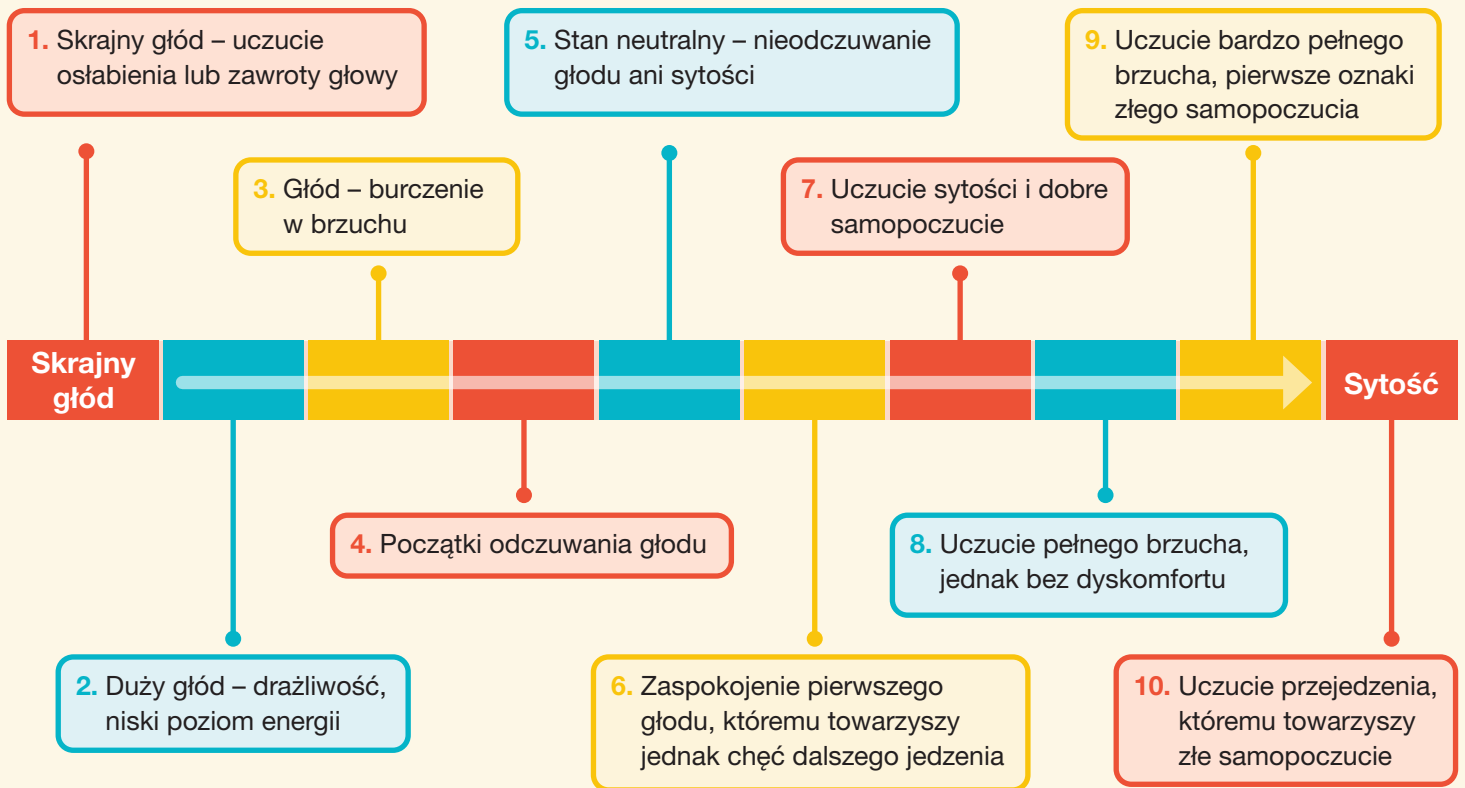 1. Skrajny głód – uczucie
osłabienia lub zawroty głowy
5. Stan neutralny – nieodczuwanie
głodu ani sytości
9. Uczucie bardzo pełnego
brzucha, pierwsze oznaki
złego samopoczucia
3. Głód – burczenie
w brzuchu
7. Uczucie sytości i dobre
samopoczucie
Skrajny
głód
Sytość
4. Początki odczuwania głodu
8. Uczucie pełnego brzucha,
jednak bez dyskomfortu
2. Duży głód – drażliwość,
niski poziom energii
6. Zaspokojenie pierwszego
głodu, któremu towarzyszy
jednak chęć dalszego jedzenia
10. Uczucie przejedzenia,
któremu towarzyszy
złe samopoczucie